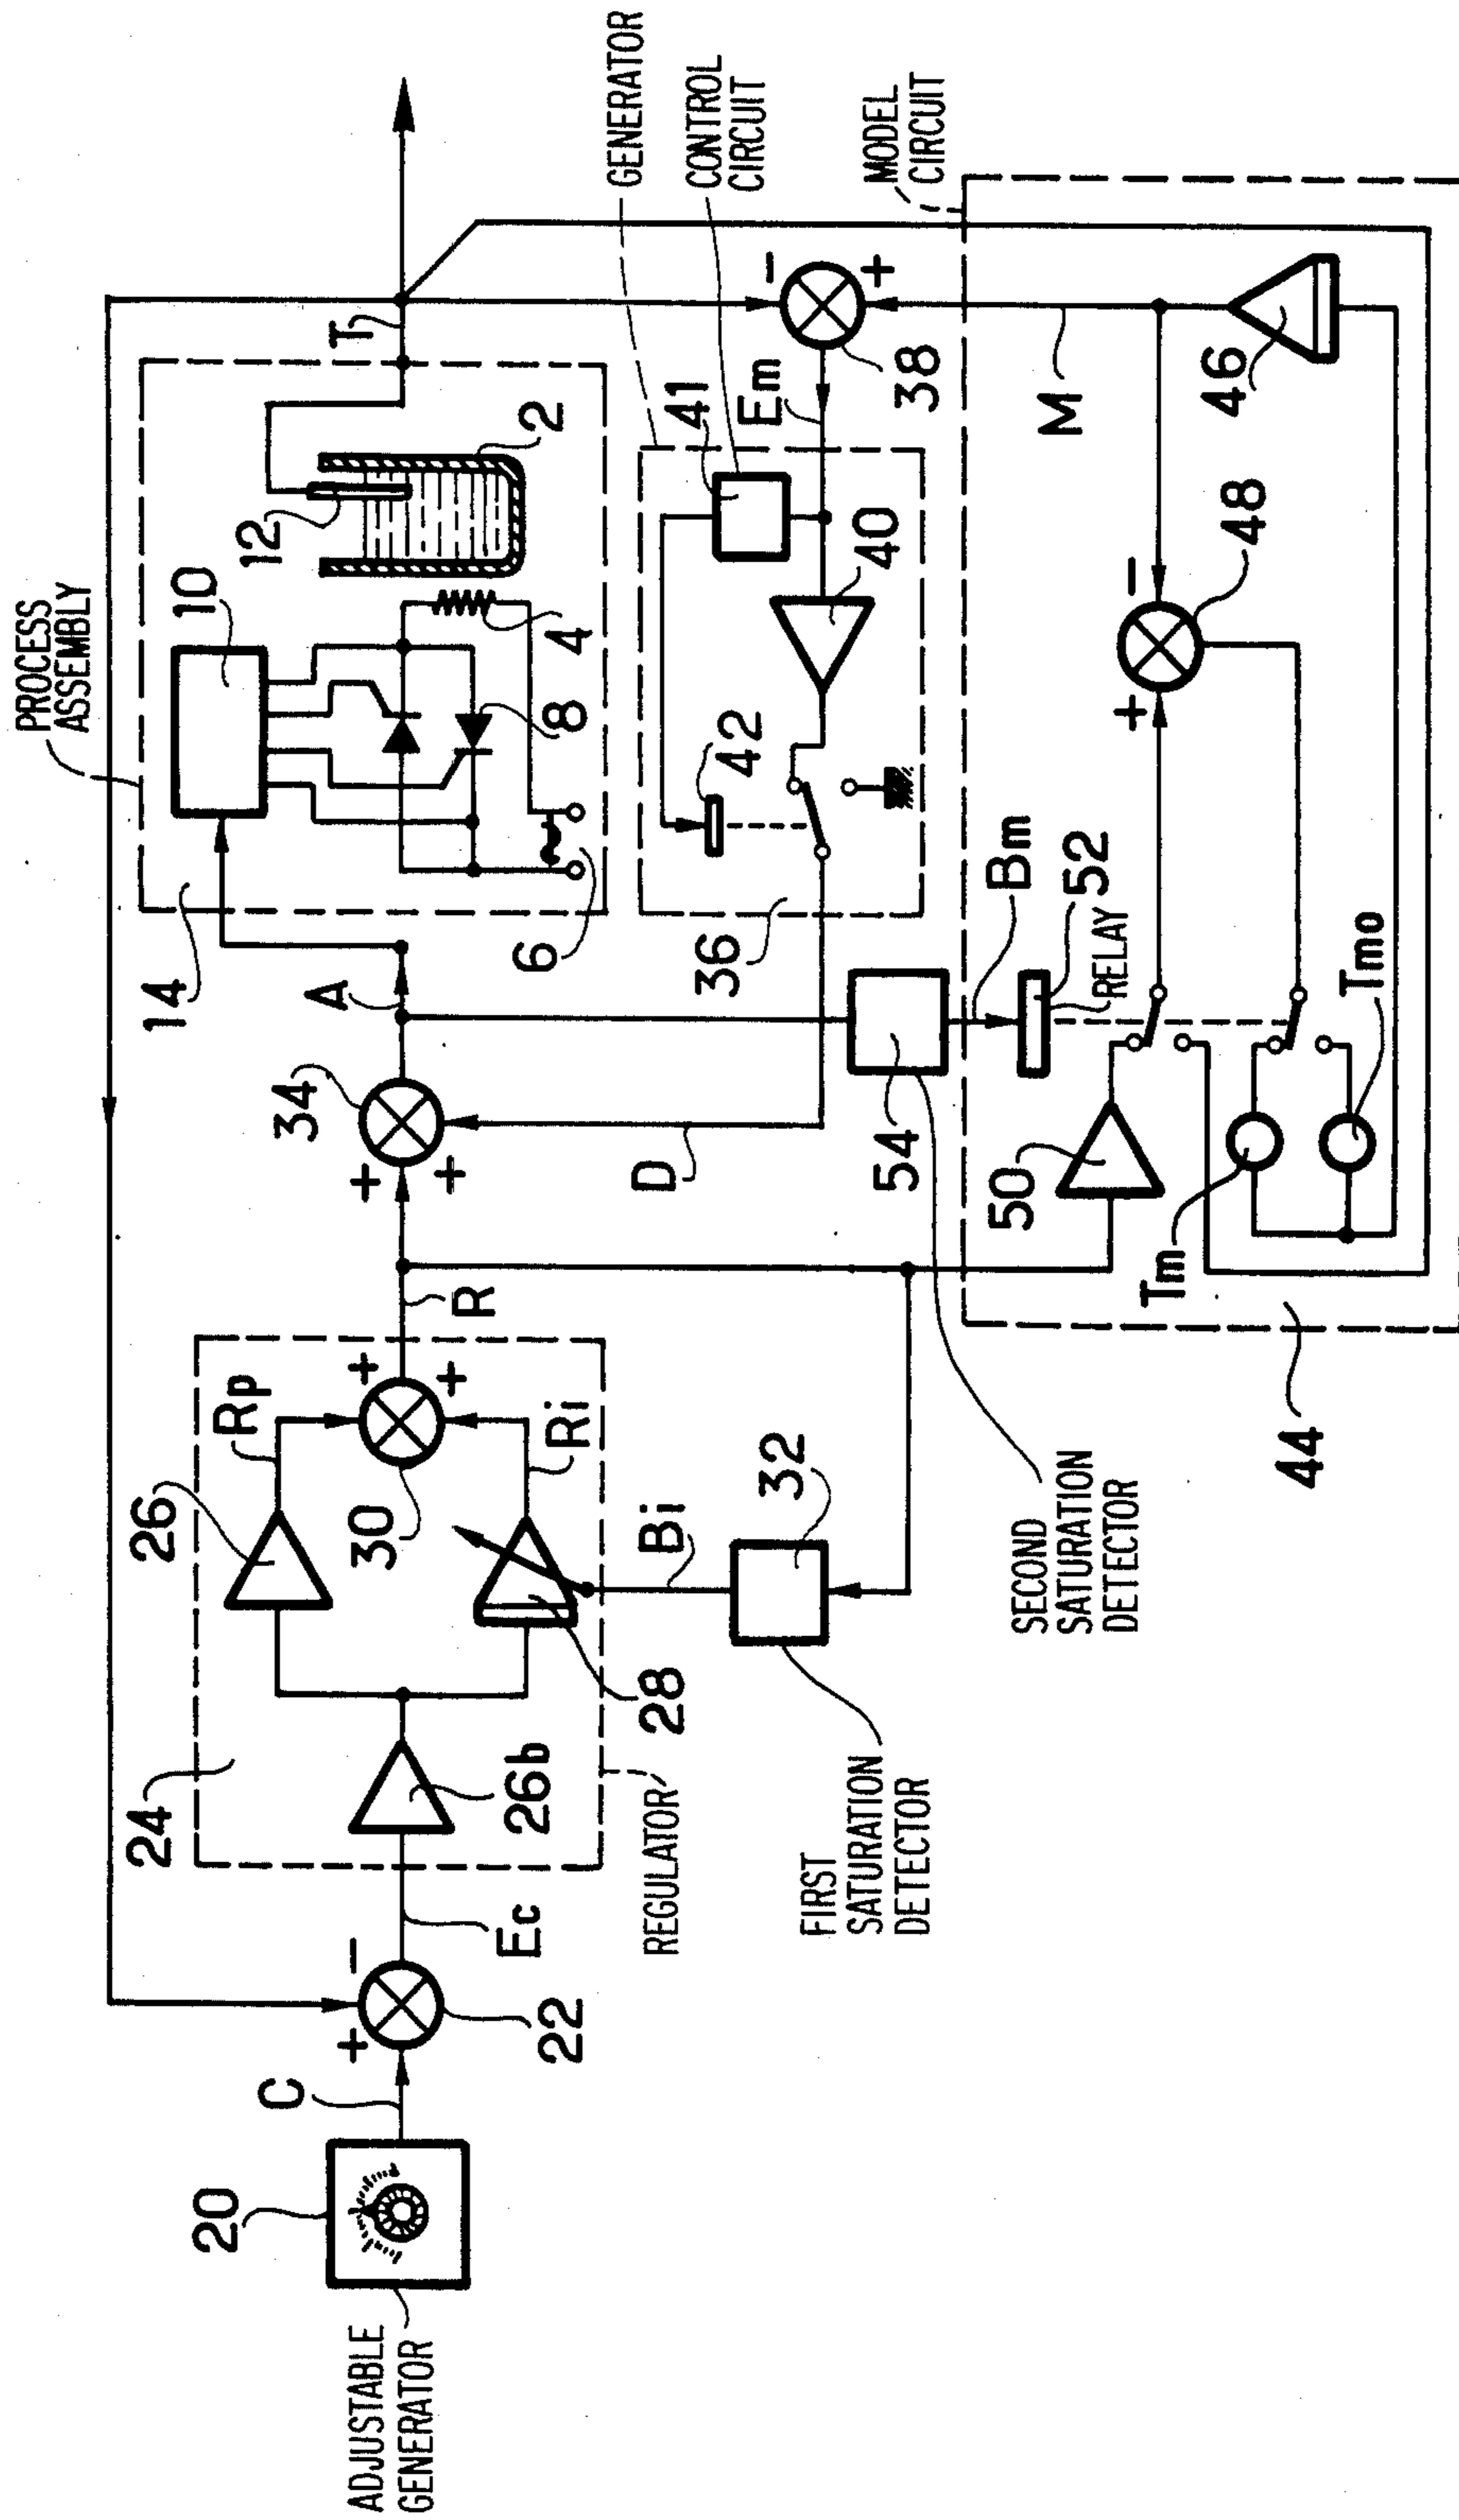 PROCESS
ASSEMBLY
14
10
12
2
4
8
6
T
GENERATOR
CONTROL
CIRCUIT
MODEL
CIRCUIT
A
34
+
+
D
36
42
41
40
Em
38
-
+
M
46
48
-
+
Bm
52
RELAY
54
50
Tm
Tmo
44
R
24
26
Rp
30
+
+
Ri
28
26b
REGULATOR
Bi
32
FIRST
SATURATION
DETECTOR
SECOND
SATURATION
DETECTOR
Ec
22
-
+
C
20
ADJUSTABLE
GENERATOR